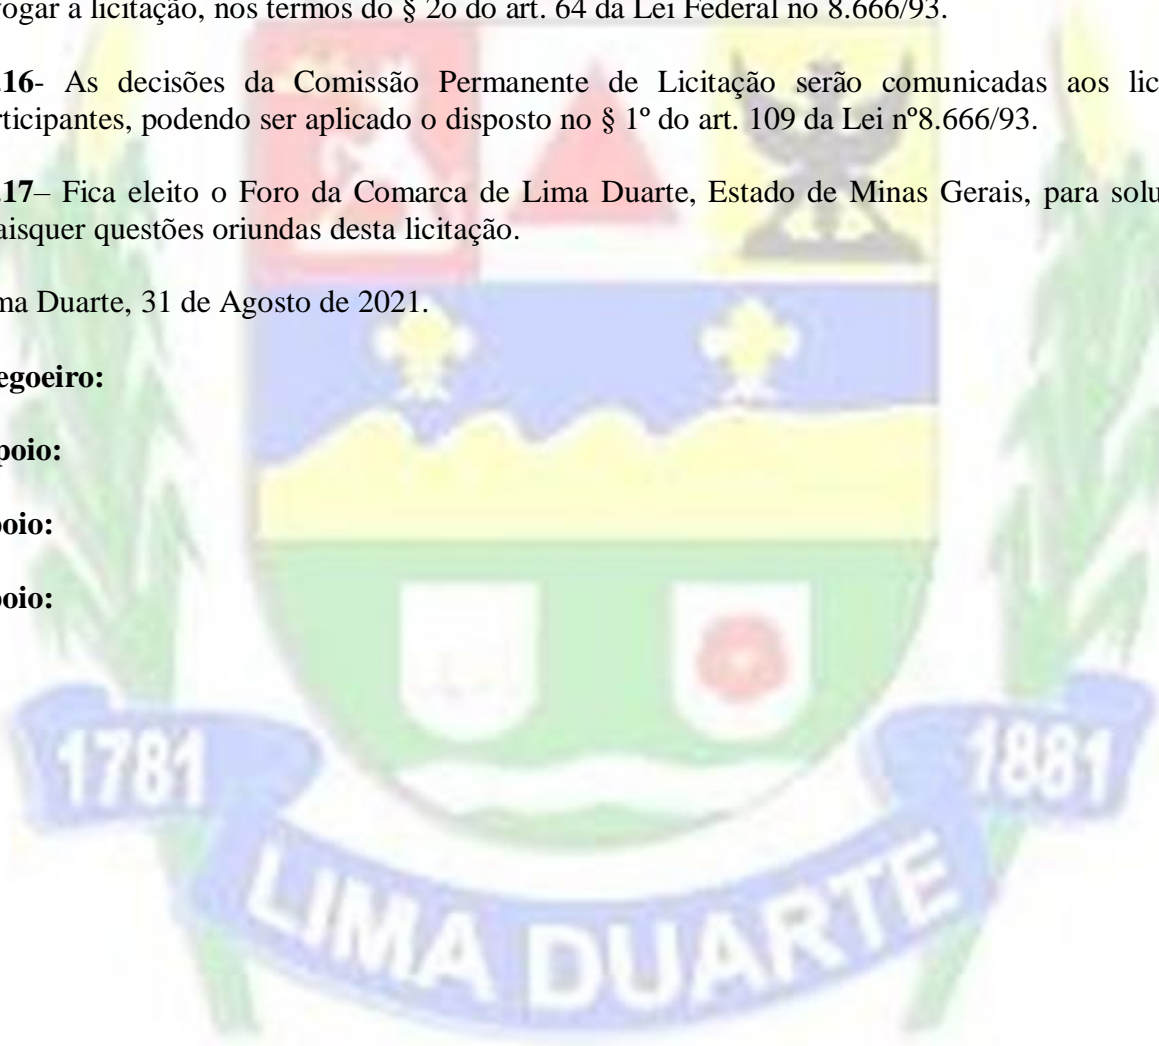 vogar a licitação, nos termos do § 2o do art. 64 da Lei Federal no 8.666/93.
.16- As decisões da Comissão Permanente de Licitação serão comunicadas aos lic
rticipantes, podendo ser aplicado o disposto no § 1º do art. 109 da Lei nº8.666/93.
.17– Fica eleito o Foro da Comarca de Lima Duarte, Estado de Minas Gerais, para solu
aisquer questões oriundas desta licitação.
ma Duarte, 31 de Agosto de 2021.
egoeiro:
poio:
poio:
poio:
1781
1881
LIMA DUARTE